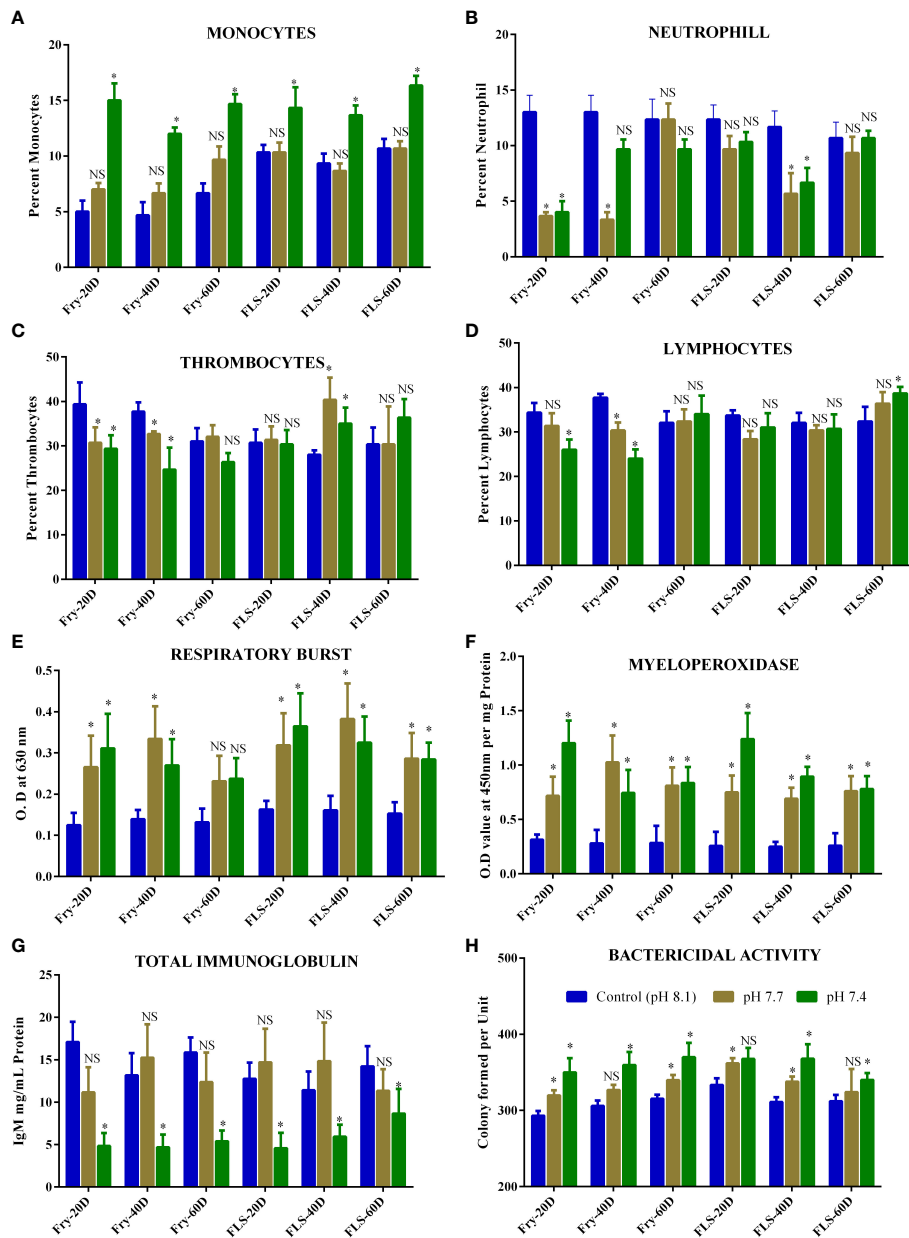 A
MONOCYTES
Percent Monocytes
20
15
10
5
0
NS * NS * NS * NS * NS * NS *
Fry-20D Fry-40D Fry-60D FLS-20D FLS-40D FLS-60D
B
NEUTROPHILL
Percent Neutrophil
20
15
10
5
0
* * * NS NS NS NS NS * * NS NS
Fry-20D Fry-40D Fry-60D FLS-20D FLS-40D FLS-60D
C
THROMBOCYTES
Percent Thrombocytes
50
40
30
20
10
0
* * * * NS NS NS NS * * NS NS
Fry-20D Fry-40D Fry-60D FLS-20D FLS-40D FLS-60D
D
LYMPHOCYTES
Percent Lymphocytes
50
40
30
20
10
0
NS * * * NS NS NS NS NS NS NS *
Fry-20D Fry-40D Fry-60D FLS-20D FLS-40D FLS-60D
E
RESPIRATORY BURST
O. D at 630 nm
0.5
0.4
0.3
0.2
0.1
0.0
* * * * NS NS * * * * * *
Fry-20D Fry-40D Fry-60D FLS-20D FLS-40D FLS-60D
F
MYELOPEROXIDASE
O.D value at 450nm per mg Protein
2.0
1.5
1.0
0.5
0.0
* * * * * * * * * * * *
Fry-20D Fry-40D Fry-60D FLS-20D FLS-40D FLS-60D
G
TOTAL IMMUNOGLOBULIN
IgM mg/mL Protein
25
20
15
10
5
0
NS * NS * NS * NS * NS * NS *
Fry-20D Fry-40D Fry-60D FLS-20D FLS-40D FLS-60D
H
BACTERICIDAL ACTIVITY
Colony formed per Unit
500
400
300
200
Control (pH 8.1) pH 7.7 pH 7.4
* * NS * * * * NS * * NS *
Fry-20D Fry-40D Fry-60D FLS-20D FLS-40D FLS-60D